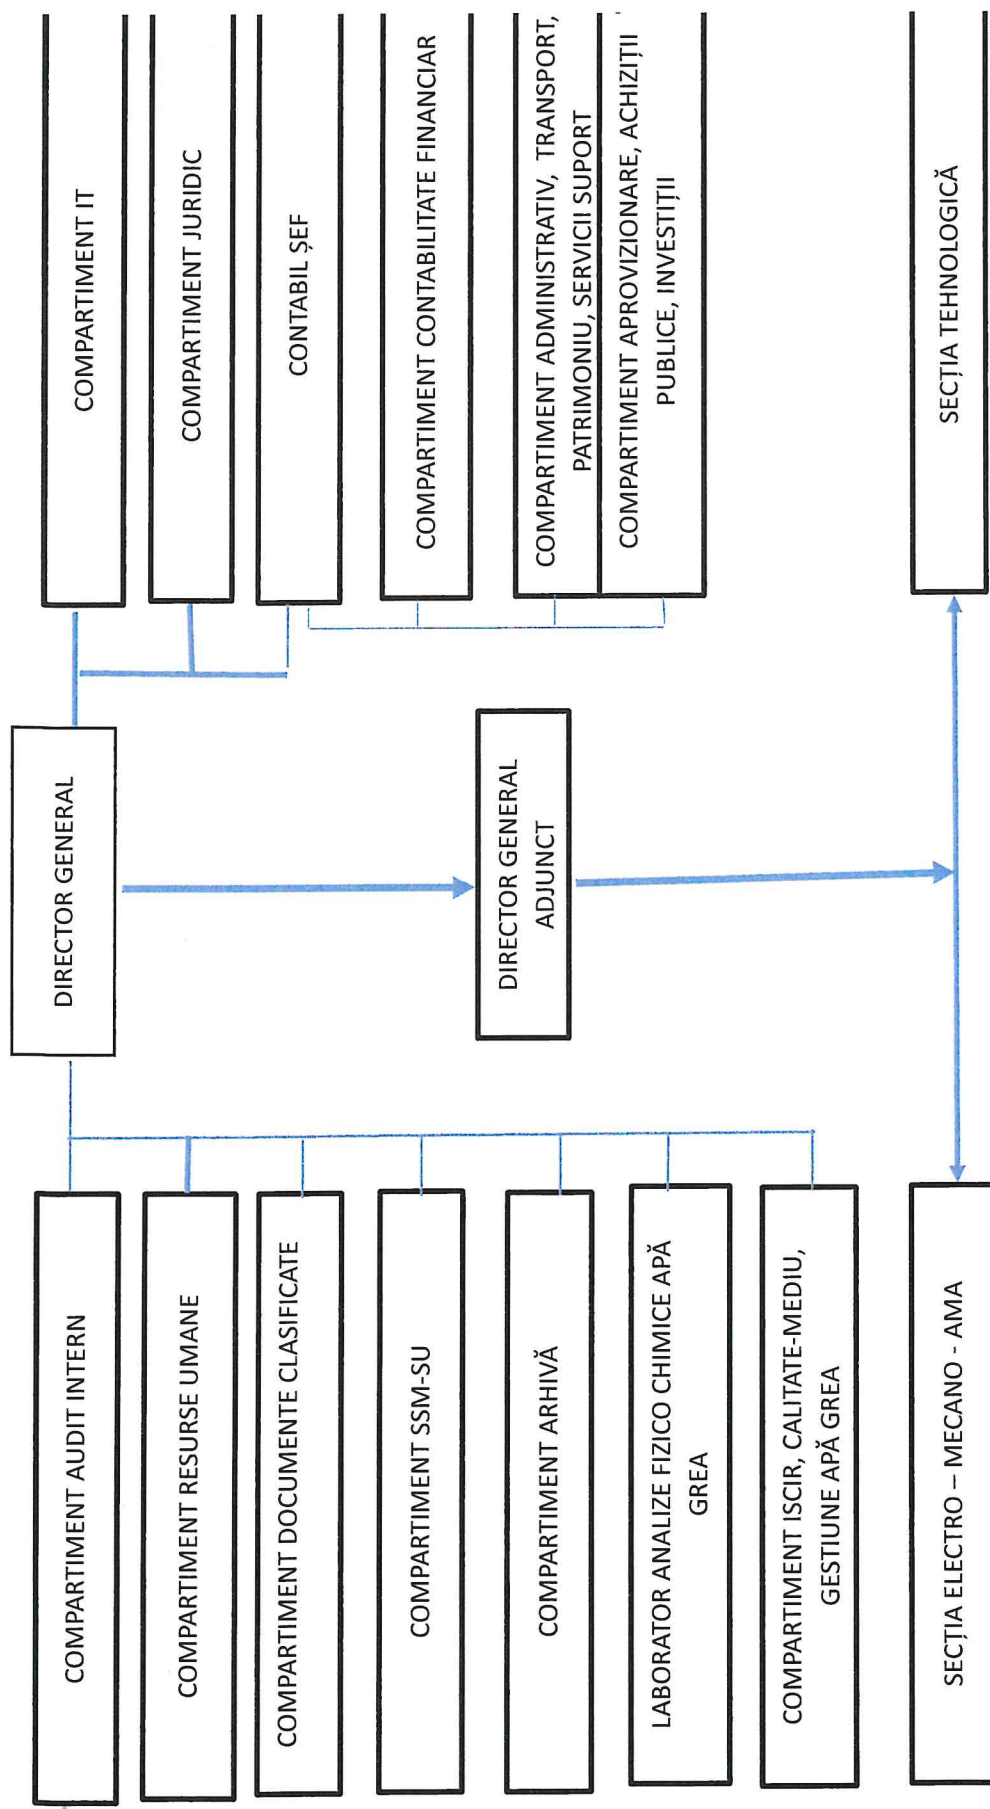 DIRECTOR GENERAL
COMPARTIMENT AUDIT INTERN
COMPARTIMENT RESURSE UMANE
COMPARTIMENT DOCUMENTE CLASIFICATE
COMPARTIMENT SSM-SU
COMPARTIMENT ARHIVĂ
LABORATOR ANALIZE FIZICO CHIMICE APĂ
GREA
COMPARTIMENT ISCIR, CALITATE-MEDIU,
GESTIUNE APĂ GREA
SECȚIA ELECTRO – MECANO - AMA
DIRECTOR GENERAL
ADJUNCT
COMPARTIMENT IT
COMPARTIMENT JURIDIC
CONTABIL ȘEF
COMPARTIMENT CONTABILITATE FINANCIAR
COMPARTIMENT ADMINISTRATIV, TRANSPORT,
PATRIMONIU, SERVICII SUPORT
COMPARTIMENT APROVIZIONARE, ACHIZIȚII
PUBLICE, INVESTIȚII
SECȚIA TEHNOLOGICĂ